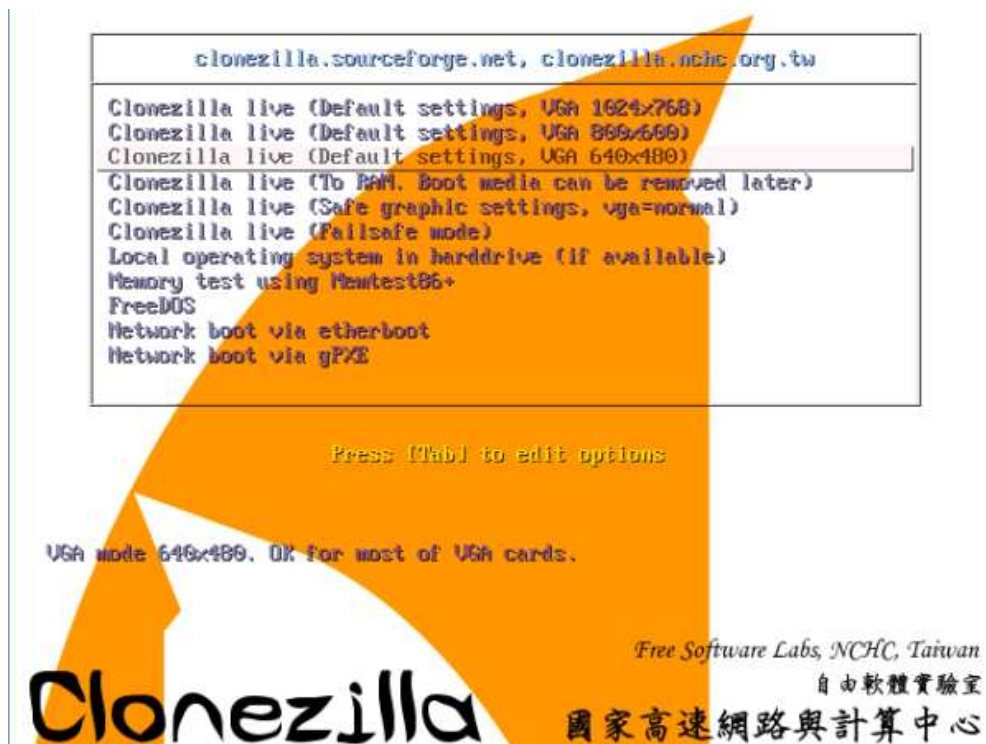 clonezilla.sourceforge.net, clonezilla.nchc.org.tw
Clonezilla live (Default settings, VGA 1024x768)
Clonezilla live (Default settings, VGA 800x600)
Clonezilla live (Default settings, VGA 640x480)
Clonezilla live (To RAM. Boot media can be removed later)
Clonezilla live (Safe graphic settings, vga=normal)
Clonezilla live (Failsafe mode)
Local operating system in harddrive (if available)
Memory test using Memtest86+
FreeDOS
Network boot via etherboot
Network boot via gPXE
Press [Tab] to edit options
VGA mode 640x480. OK for most of VGA cards.
Free Software Labs, NCHC, Taiwan
自由軟體實驗室
Clonezilla
國家高速網路與計算中心